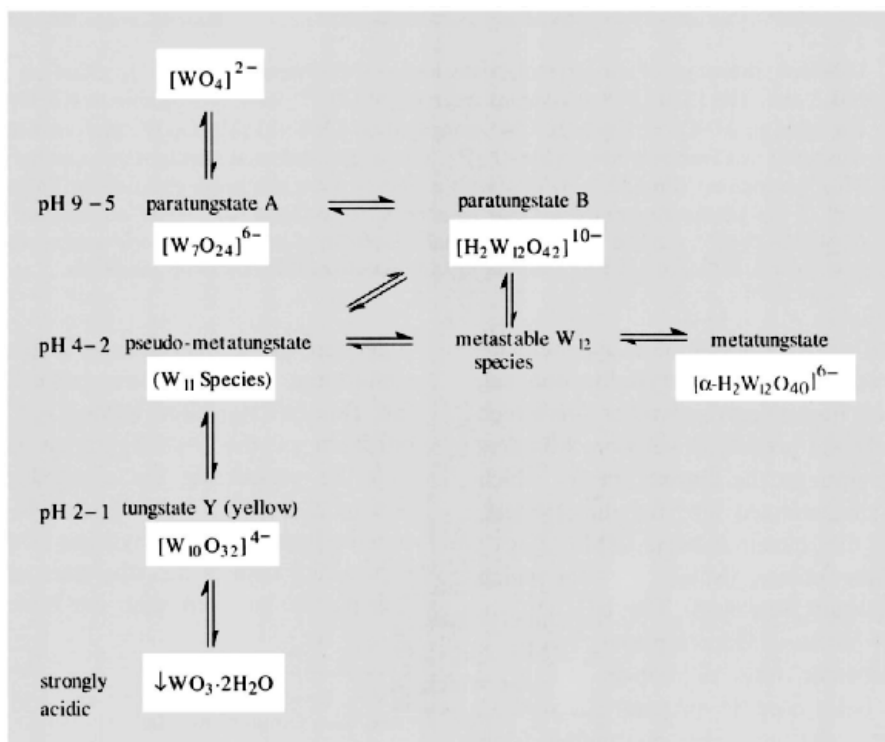 [WO₄]²⁻
pH 9 – 5 paratungstate A paratungstate B
[W₇O₂₄]⁶⁻ [H₂W₁₂O₄₂]¹⁰⁻
pH 4 – 2 pseudo-metatungstate metastable W₁₂ metatungstate
species
(W₁₁ Species) [α-H₂W₁₂O₄₀]⁶⁻
pH 2 – 1 tungstate Y (yellow)
[W₁₀O₃₂]⁴⁻
strongly ↓WO₃·2H₂O
acidic